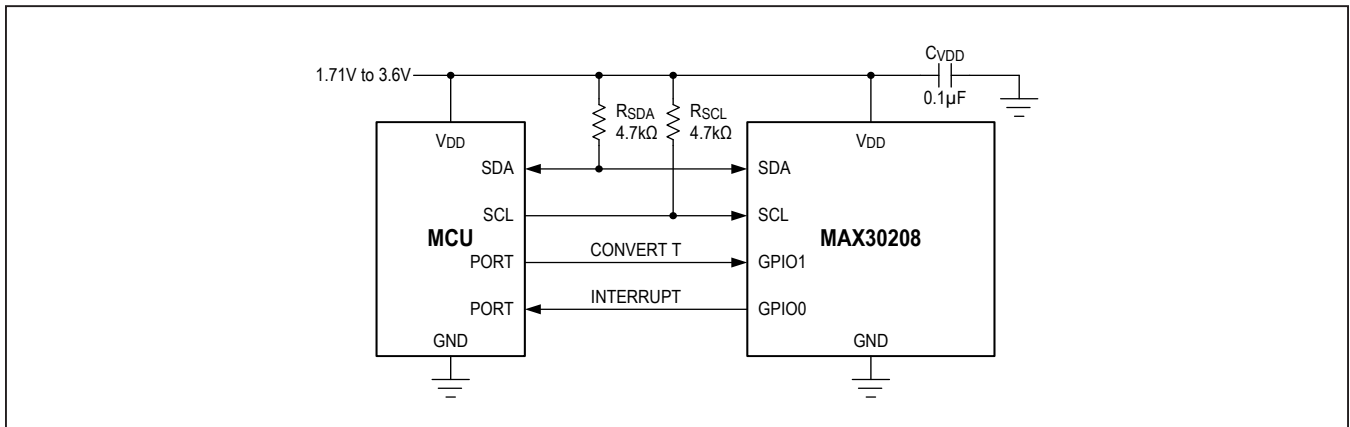 CVDD
1.71V to 3.6V
0.1µF
RSDA
4.7kΩ
RSCL
4.7kΩ
VDD
VDD
SDA
SDA
SCL
SCL
MCU
MAX30208
PORT
CONVERT T
GPIO1
PORT
INTERRUPT
GPIO0
GND
GND